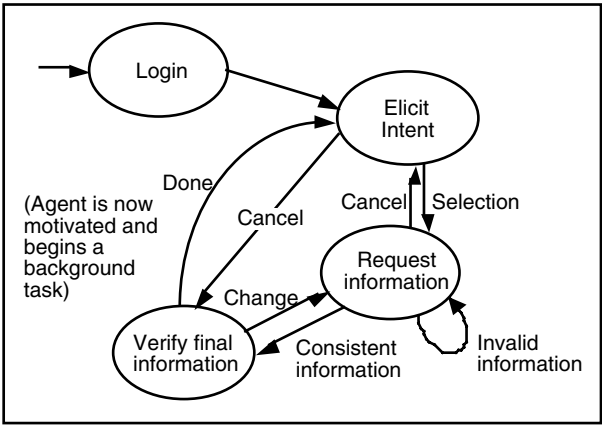 Login
Elicit
Intent
Done
(Agent is now
motivated and
begins a
background
task)
Cancel
Cancel
Selection
Request
information
Change
Verify final
information
Consistent
information
Invalid
information